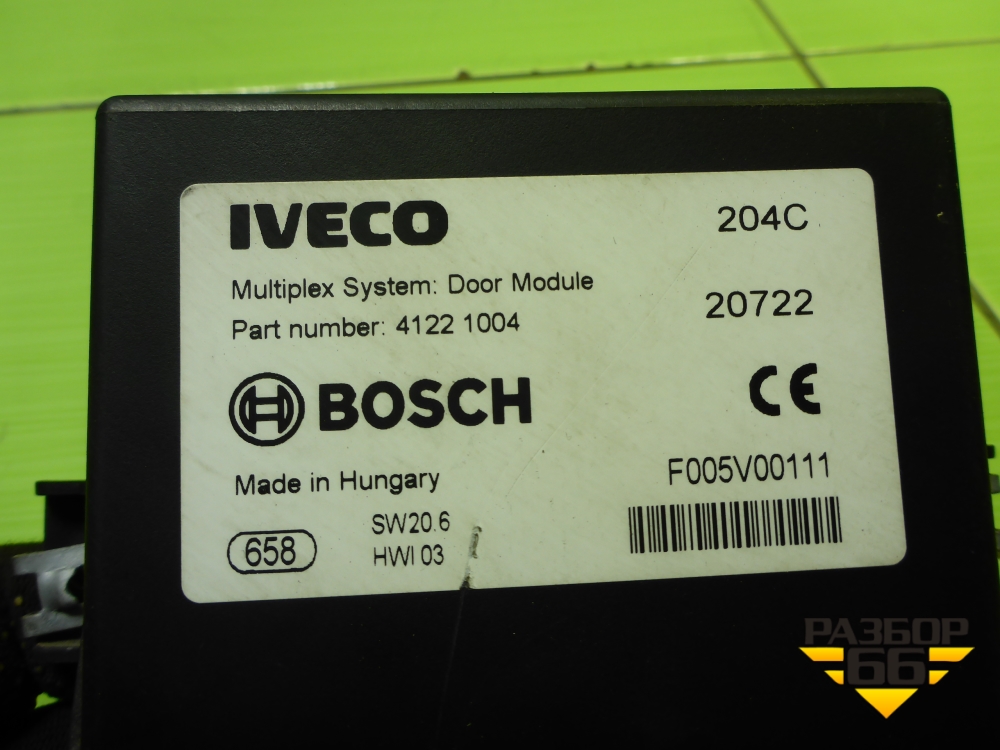 IVECO
204C
Multiplex System: Door Module
20722
Part number: 4122 1004
BOSCH
CE
Made in Hungary
F005V00111
658
SW20.6
HWI 03
РАЗБОР
66